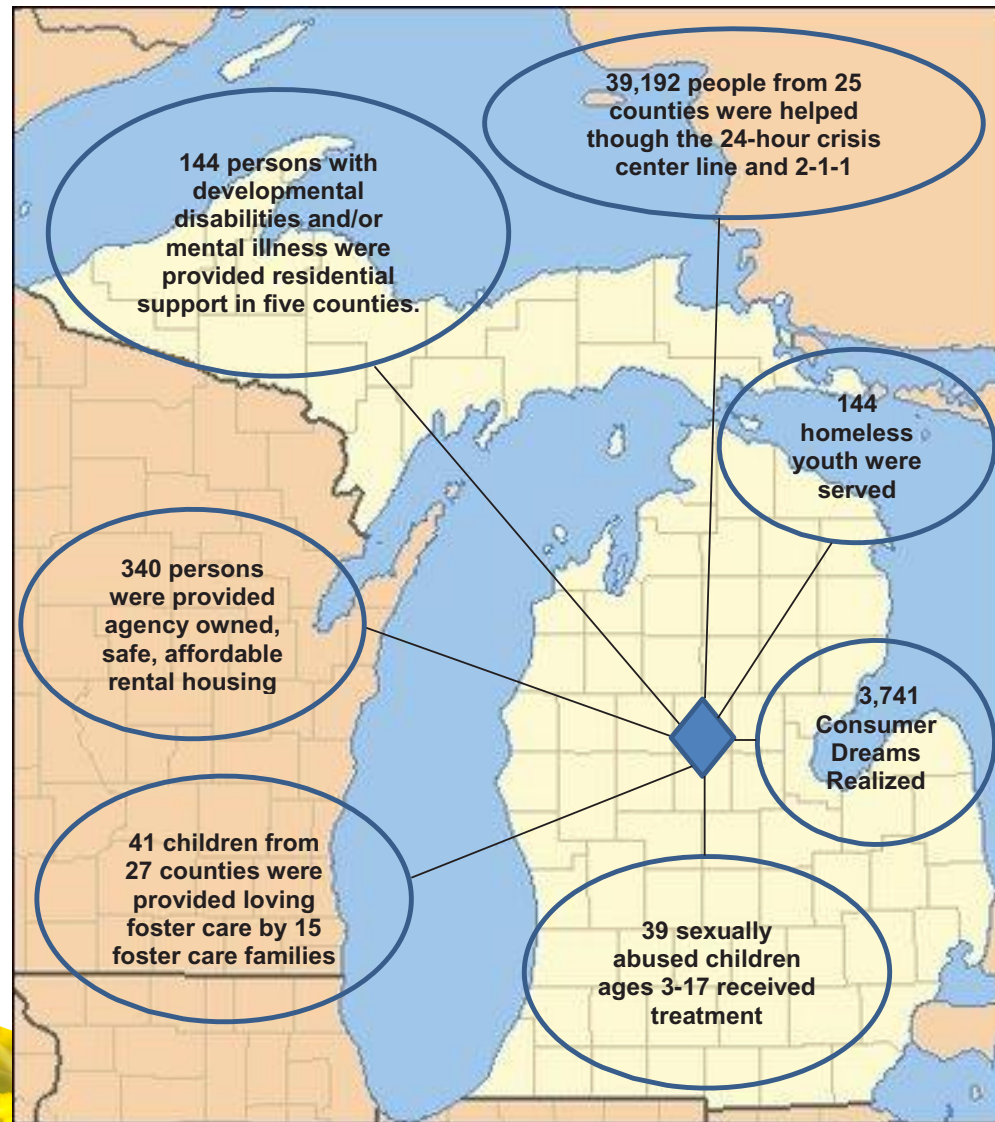 39,192 people from 25
counties were helped
though the 24-hour crisis
center line and 2-1-1
144 persons with
developmental
disabilities and/or
mental illness were
provided residential
support in five counties.
144
homeless
youth were
served
340 persons
were provided
agency owned,
safe, affordable
rental housing
3,741
Consumer
Dreams
Realized
41 children from
27 counties were
provided loving
foster care by 15
foster care families
39 sexually
abused children
ages 3-17 received
treatment